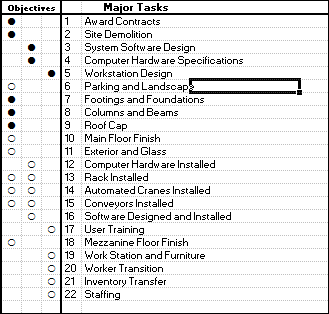 Objectives Major Tasks
● 1 Award Contracts
● 2 Site Demolition
● 3 System Software Design
● 4 Computer Hardware Specifications
● 5 Workstation Design
○ 6 Parking and Landscape
● 7 Footings and Foundations
● 8 Columns and Beams
● 9 Roof Cap
○ 10 Main Floor Finish
○ 11 Exterior and Glass
○ 12 Computer Hardware Installed
○ ○ 13 Rack Installed
○ ○ 14 Automated Cranes Installed
○ ○ 15 Conveyors Installed
○ 16 Software Designed and Installed
○ 17 User Training
○ 18 Mezzanine Floor Finish
○ 19 Work Station and Furniture
○ 20 Worker Transition
○ 21 Inventory Transfer
○ 22 Staffing